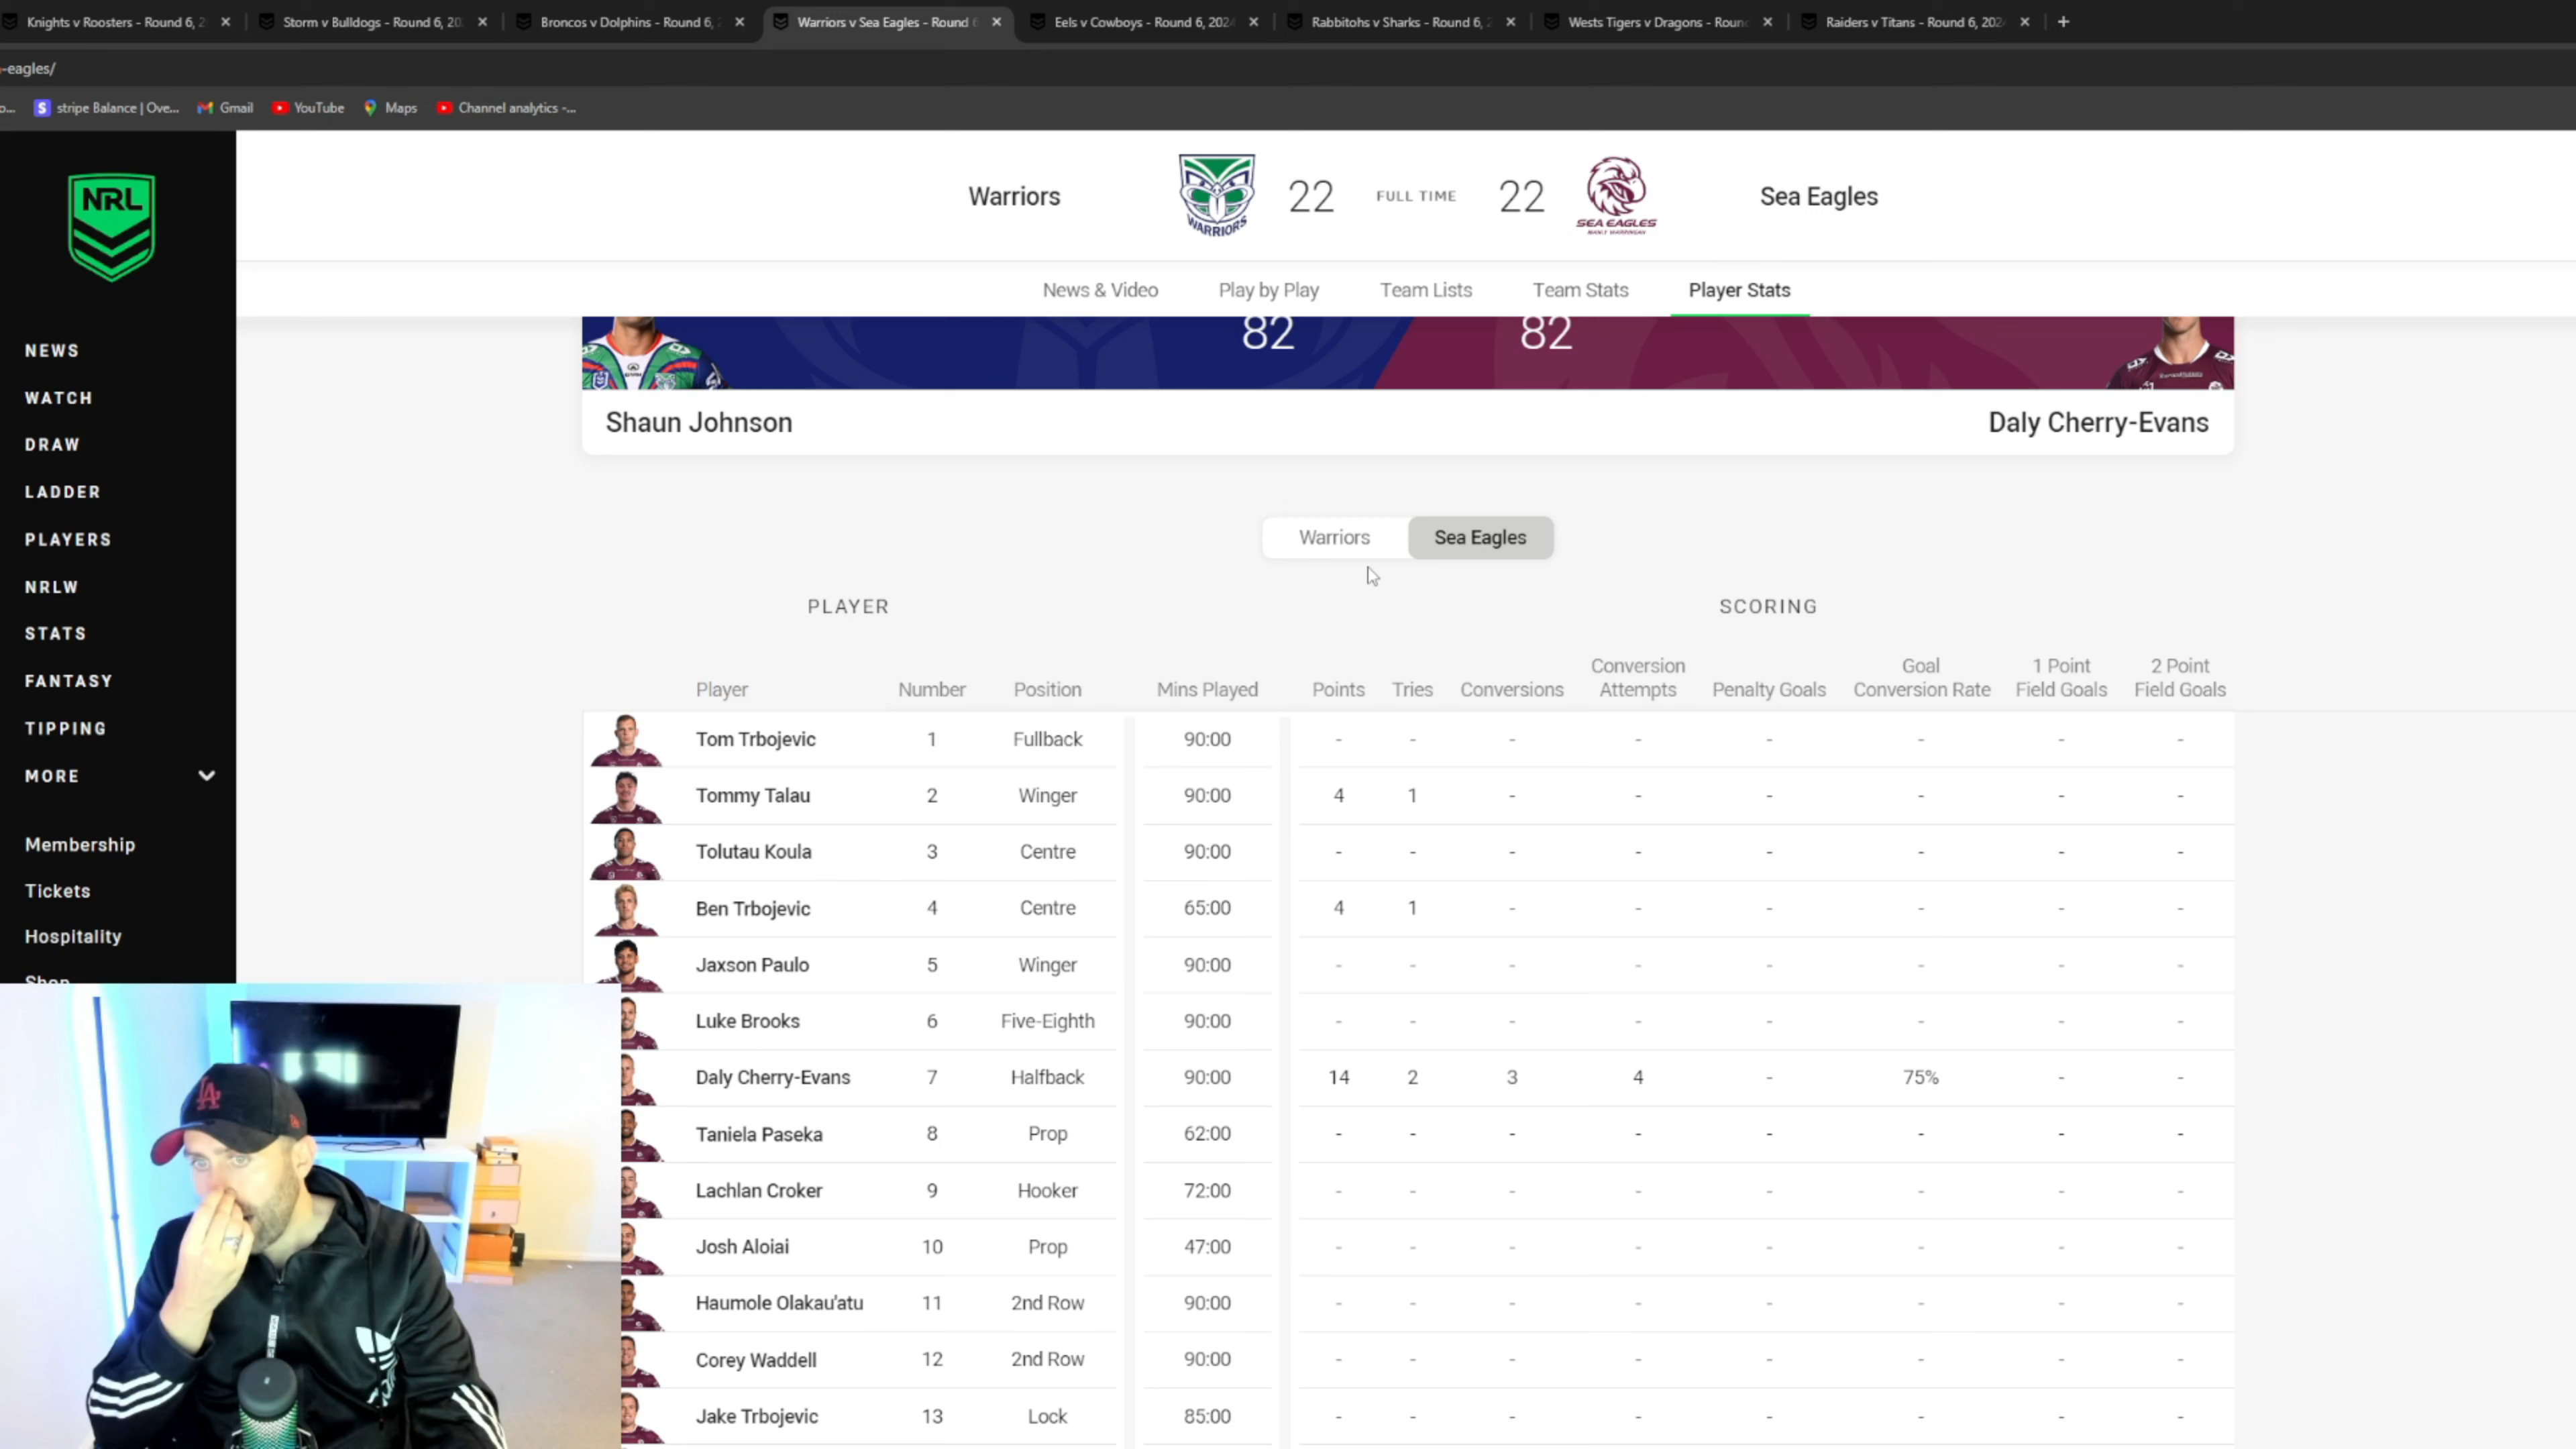 Knights v Roosters - Round 6, 2
Storm v Bulldogs - Round 6, 20
Broncos v Dolphins - Round 6, 2
Warriors v Sea Eagles - Round 6
Eels v Cowboys - Round 6, 2024
Rabbitohs v Sharks - Round 6, 2
Wests Tigers v Dragons - Roun
Raiders v Titans - Round 6, 202
-eagles/
o... S stripe Balance | Ove... Gmail YouTube Maps Channel analytics -...
NRL
Warriors WARRIORS 22 FULL TIME 22 SEA EAGLES Sea Eagles
MANLY WARRINGAH
News & Video Play by Play Team Lists Team Stats Player Stats
82 82
Shaun Johnson Daly Cherry-Evans
NEWS
WATCH
DRAW
LADDER
PLAYERS
NRLW
STATS
FANTASY
TIPPING
MORE
Membership
Tickets
Hospitality
Shop
Warriors Sea Eagles
PLAYER SCORING
Player Number Position Mins Played Points Tries Conversions Conversion Attempts Penalty Goals Goal Conversion Rate 1 Point Field Goals 2 Point Field Goals
Tom Trbojevic 1 Fullback 90:00 - - - - - - - -
Tommy Talau 2 Winger 90:00 4 1 - - - - - -
Tolutau Koula 3 Centre 90:00 - - - - - - - -
Ben Trbojevic 4 Centre 65:00 4 1 - - - - - -
Jaxson Paulo 5 Winger 90:00 - - - - - - - -
Luke Brooks 6 Five-Eighth 90:00 - - - - - - - -
Daly Cherry-Evans 7 Halfback 90:00 14 2 3 4 - 75% - -
Taniela Paseka 8 Prop 62:00 - - - - - - - -
Lachlan Croker 9 Hooker 72:00 - - - - - - - -
Josh Aloiai 10 Prop 47:00 - - - - - - - -
Haumole Olakau'atu 11 2nd Row 90:00 - - - - - - - -
Corey Waddell 12 2nd Row 90:00 - - - - - - - -
Jake Trbojevic 13 Lock 85:00 - - - - - - - -
LA